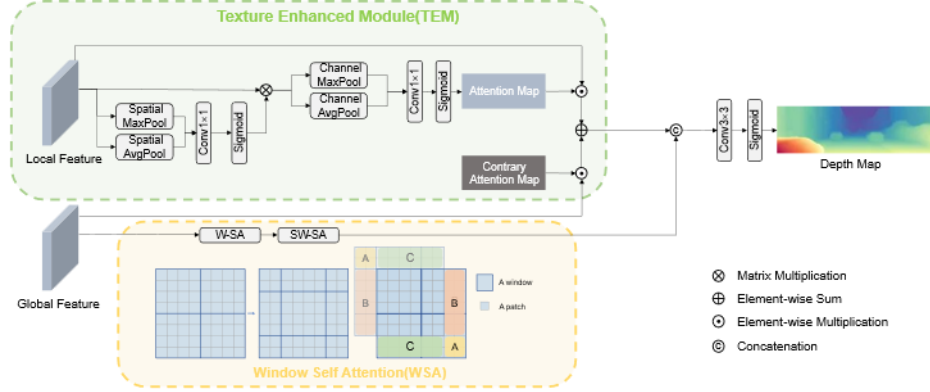 Texture Enhanced Module(TEM)
Local Feature
Spatial
MaxPool
Spatial
AvgPool
Conv1×1
Sigmoid
Channel
MaxPool
Channel
AvgPool
Conv1×1
Sigmoid
Attention Map
Contrary
Attention Map
C
Conv3×3
Sigmoid
Depth Map
Global Feature
W-SA
SW-SA
A
C
B
B
C
A
A window
A patch
Window Self Attention(WSA)
Matrix Multiplication
Element-wise Sum
Element-wise Multiplication
C
Concatenation